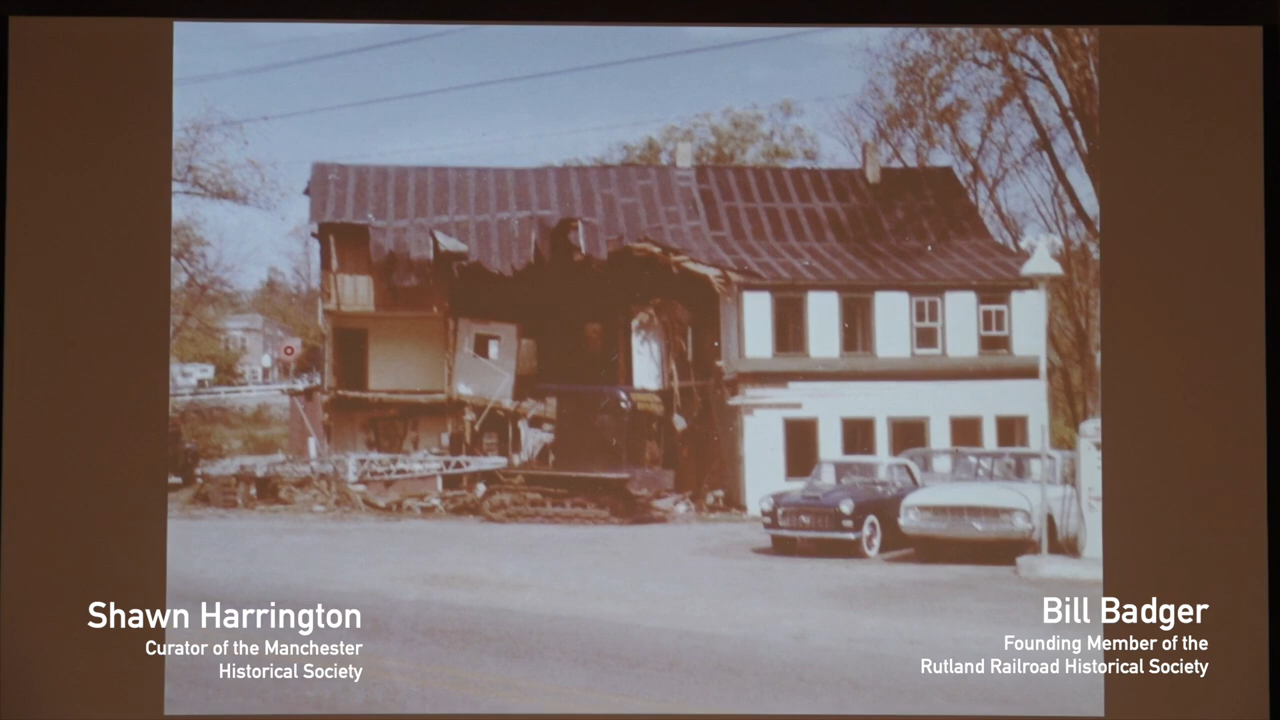 Shawn Harrington
Curator of the Manchester
Historical Society
Bill Badger
Founding Member of the
Rutland Railroad Historical Society